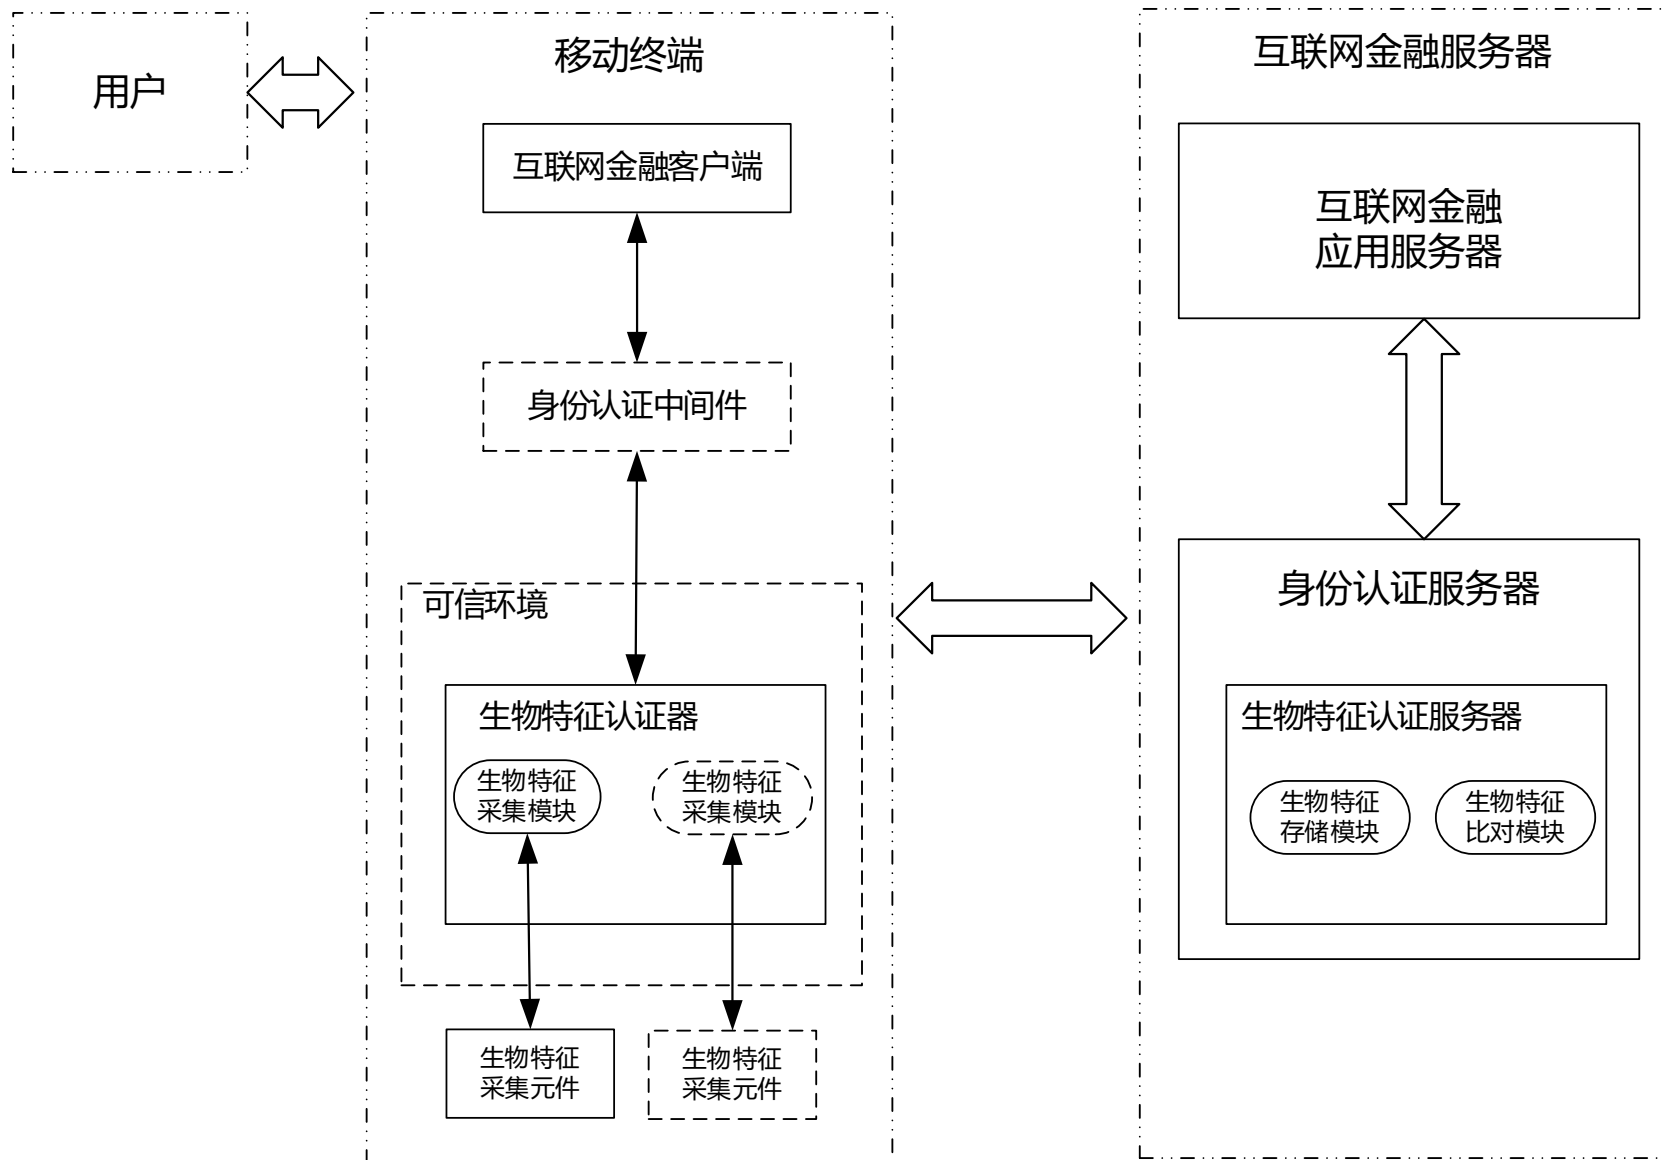 用户
移动终端
互联网金融客户端
身份认证中间件
可信环境
生物特征认证器
生物特征
采集模块
生物特征
采集模块
生物特征
采集元件
生物特征
采集元件
互联网金融服务器
互联网金融
应用服务器
身份认证服务器
生物特征认证服务器
生物特征
存储模块
生物特征
比对模块